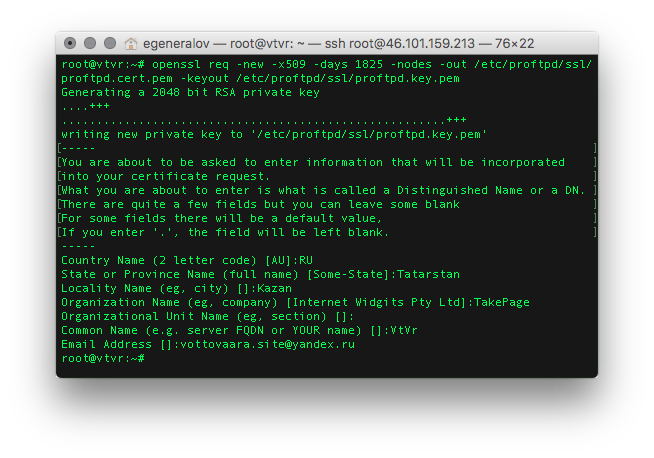 egeneralov — root@vtvr: ~ — ssh root@46.101.159.213 — 76×22
root@vtvr:~# openssl req -new -x509 -days 1825 -nodes -out /etc/proftpd/ssl/
proftpd.cert.pem -keyout /etc/proftpd/ssl/proftpd.key.pem
Generating a 2048 bit RSA private key
....+++
.......................................................+++
writing new private key to '/etc/proftpd/ssl/proftpd.key.pem'
[-----                                                                      ]
[You are about to be asked to enter information that will be incorporated   ]
[into your certificate request.                                             ]
[What you are about to enter is what is called a Distinguished Name or a DN. ]
[There are quite a few fields but you can leave some blank                  ]
[For some fields there will be a default value,                             ]
[If you enter '.', the field will be left blank.                            ]
-----
Country Name (2 letter code) [AU]:RU
State or Province Name (full name) [Some-State]:Tatarstan
Locality Name (eg, city) []:Kazan
Organization Name (eg, company) [Internet Widgits Pty Ltd]:TakePage
Organizational Unit Name (eg, section) []:
Common Name (e.g. server FQDN or YOUR name) []:VtVr
Email Address []:vottovaara.site@yandex.ru
root@vtvr:~#